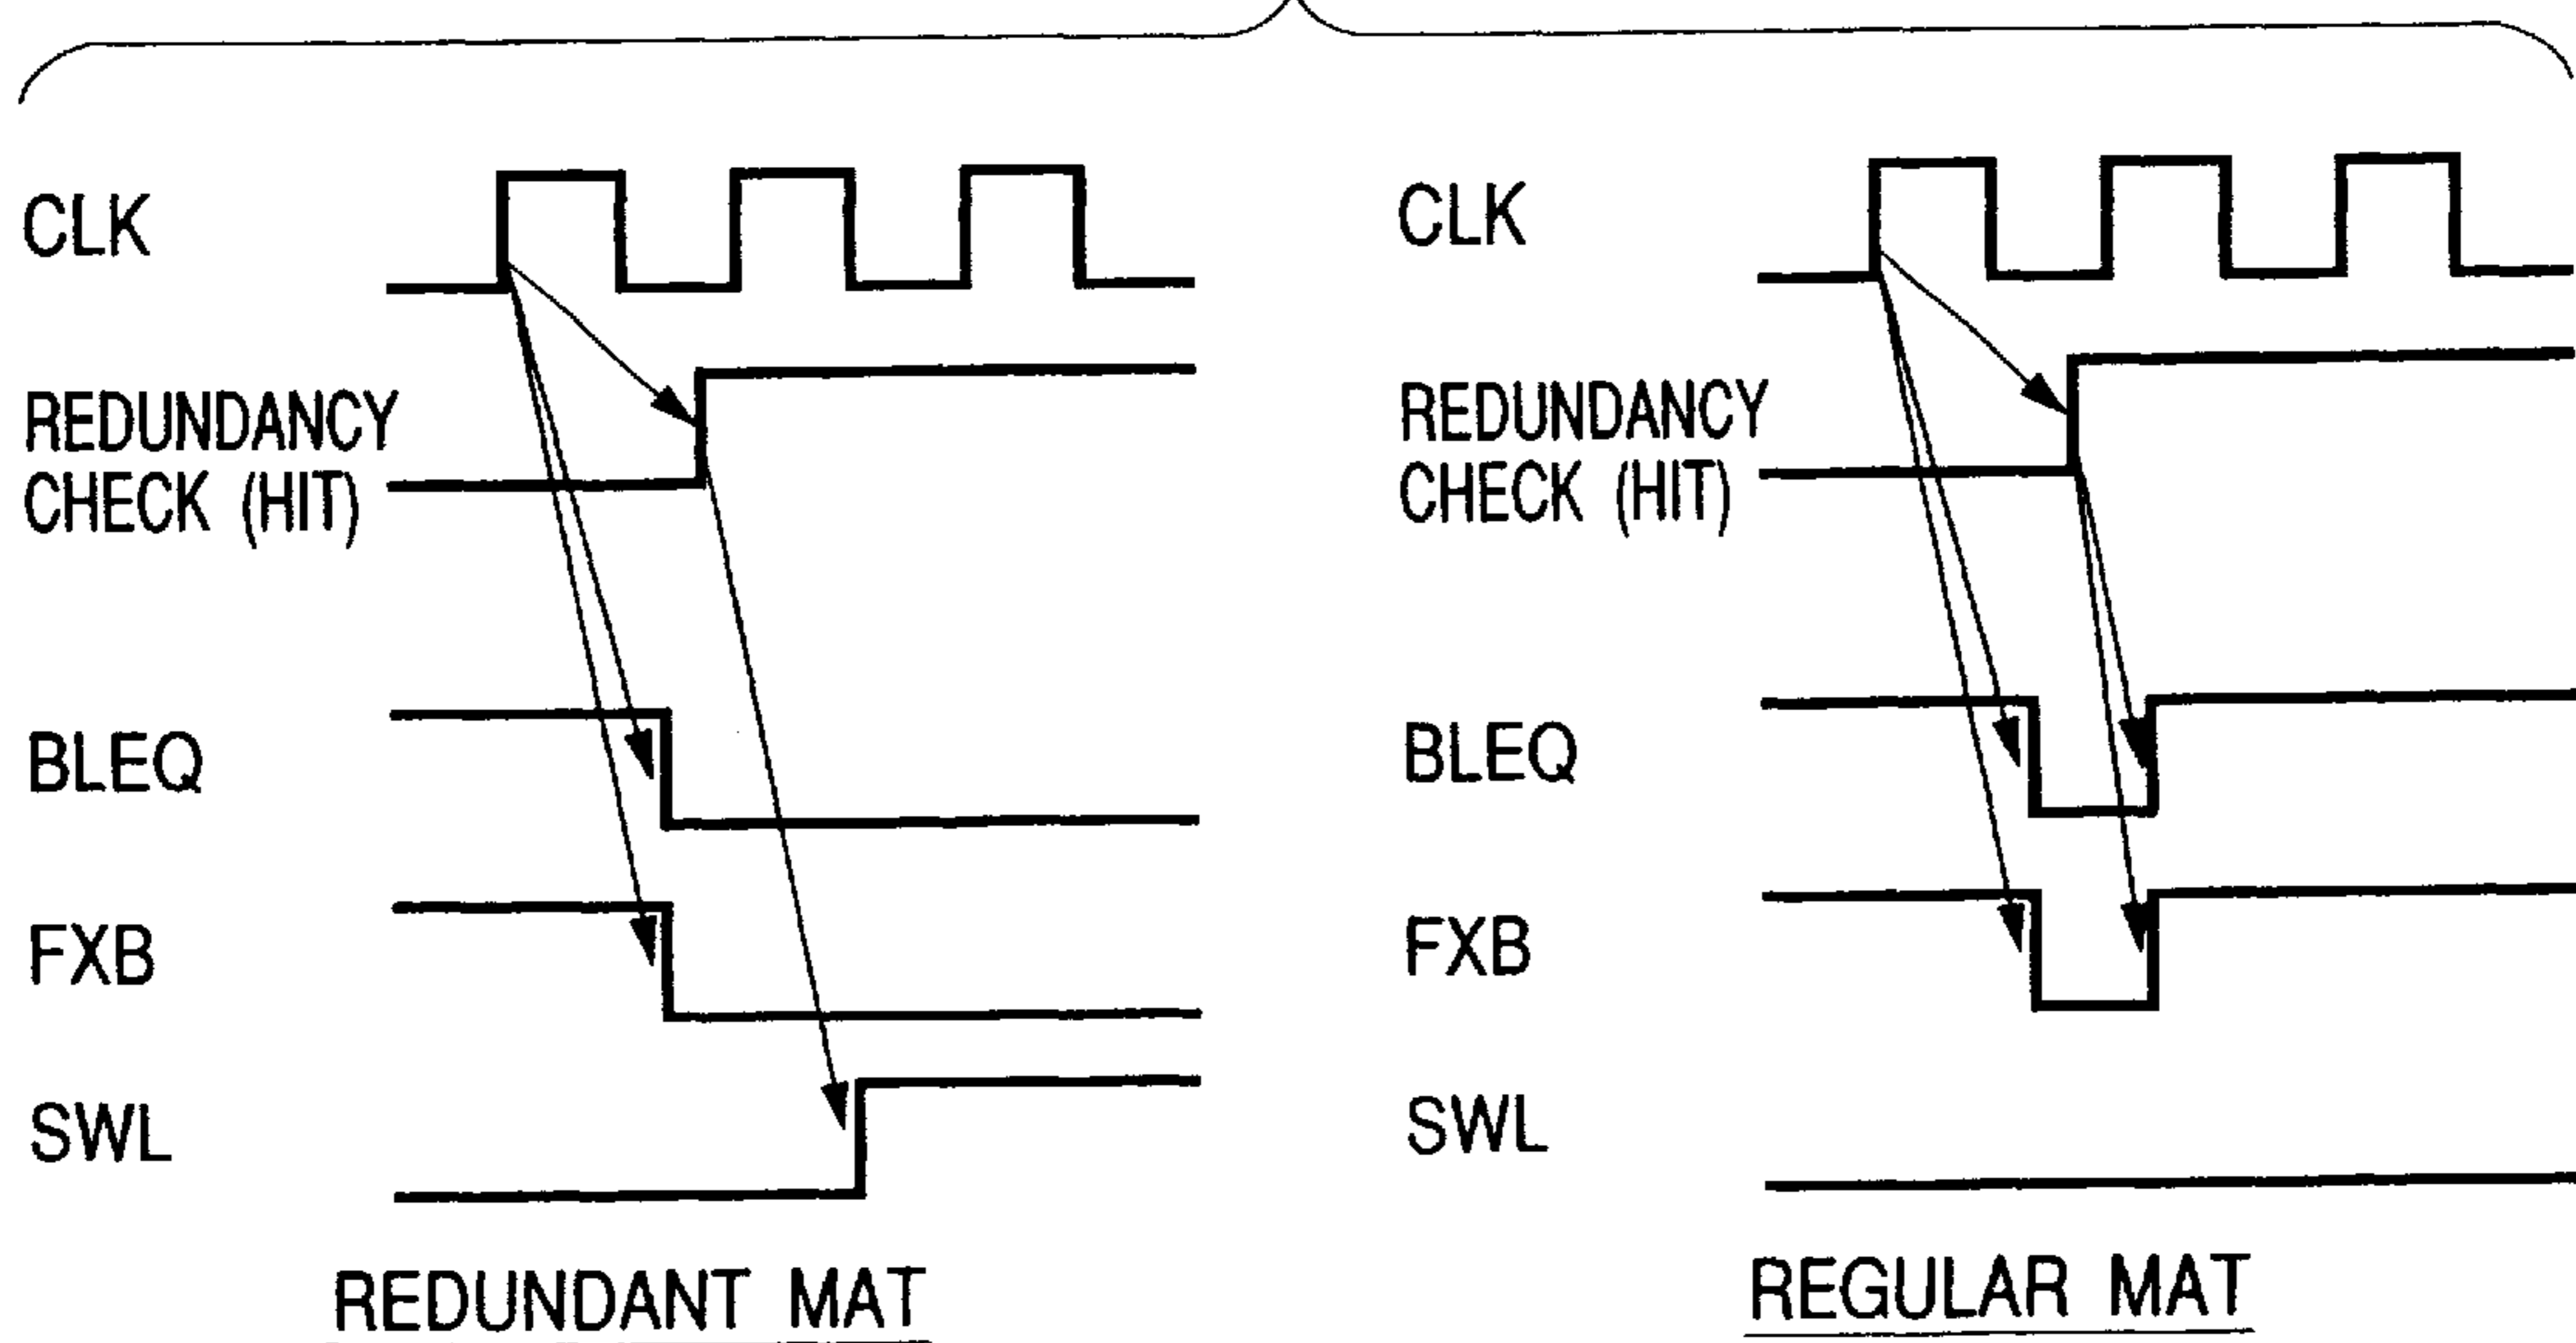 CLK
REDUNDANCY
CHECK (HIT)
BLEQ
FXB
SWL
REDUNDANT MAT
CLK
REDUNDANCY
CHECK (HIT)
BLEQ
FXB
SWL
REGULAR MAT